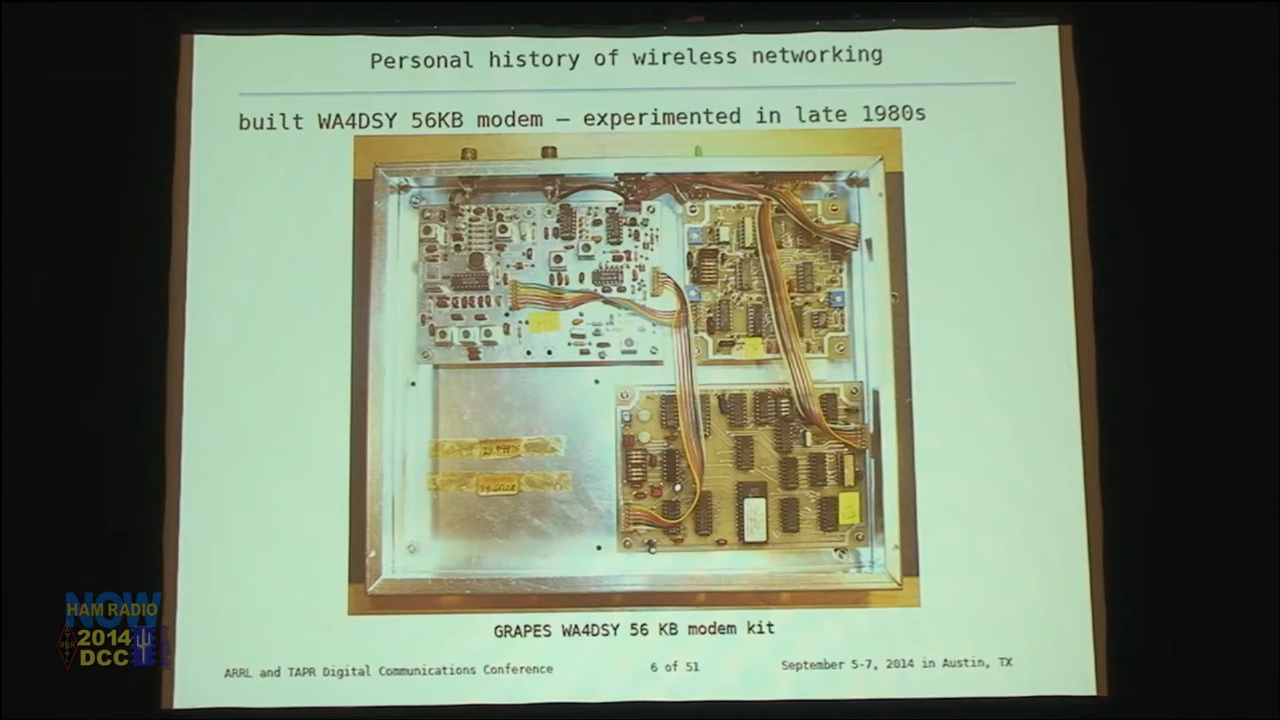 Personal history of wireless networking
built WA4DSY 56KB modem – experimented in late 1980s
GRAPES WA4DSY 56 KB modem kit
ARRL and TAPR Digital Communications Conference
6 of 51
September 5-7, 2014 in Austin, TX
NOW
HAM RADIO
2014
DCC